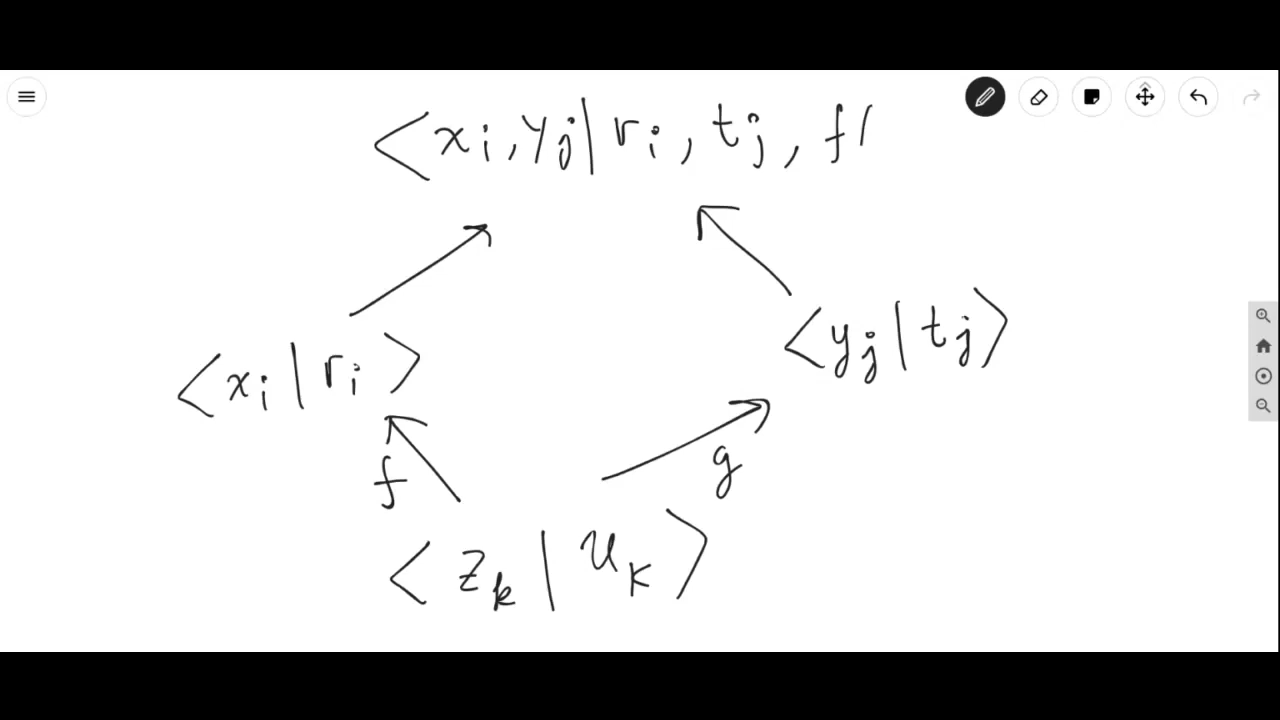 < x_i, y_j | r_i, t_j, f(
< x_i | r_i >
< y_j | t_j >
f
g
< z_k | u_k >